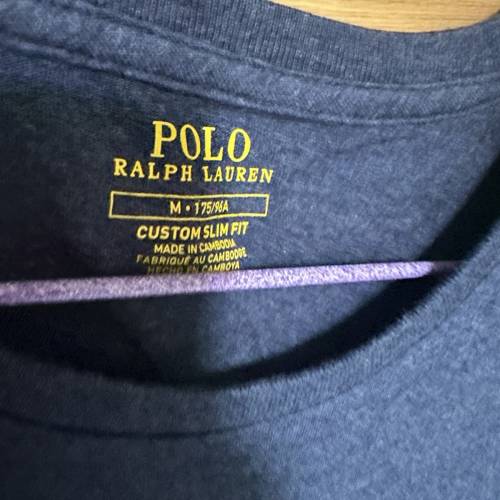 POLO
RALPH LAUREN
M • 175/96A
CUSTOM SLIM FIT
MADE IN CAMBODIA
FABRIQUÉ AU CAMBODGE
HECHO EN CAMBOYA